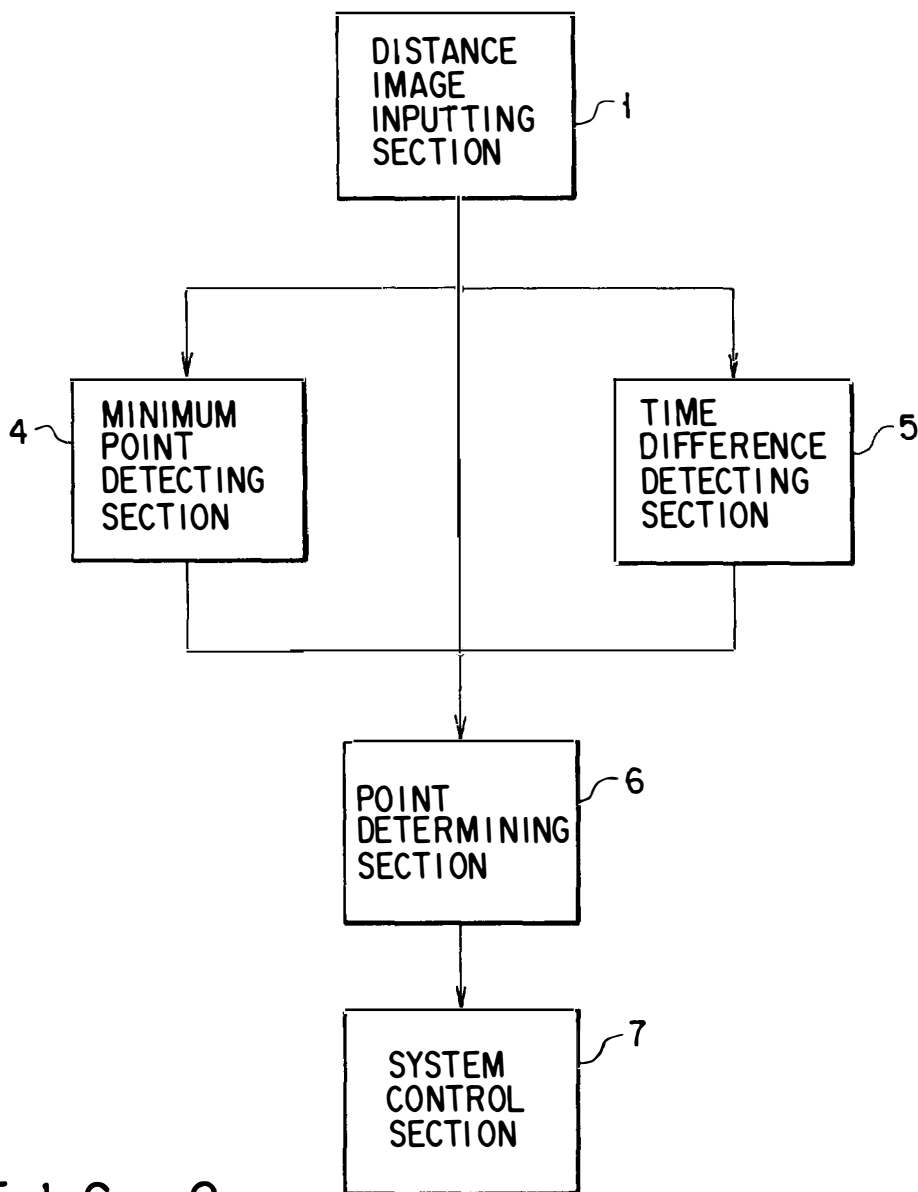 DISTANCE
IMAGE
INPUTTING
SECTION
1
4
MINIMUM
POINT
DETECTING
SECTION
TIME
DIFFERENCE
DETECTING
SECTION
5
POINT
DETERMINING
SECTION
6
SYSTEM
CONTROL
SECTION
7